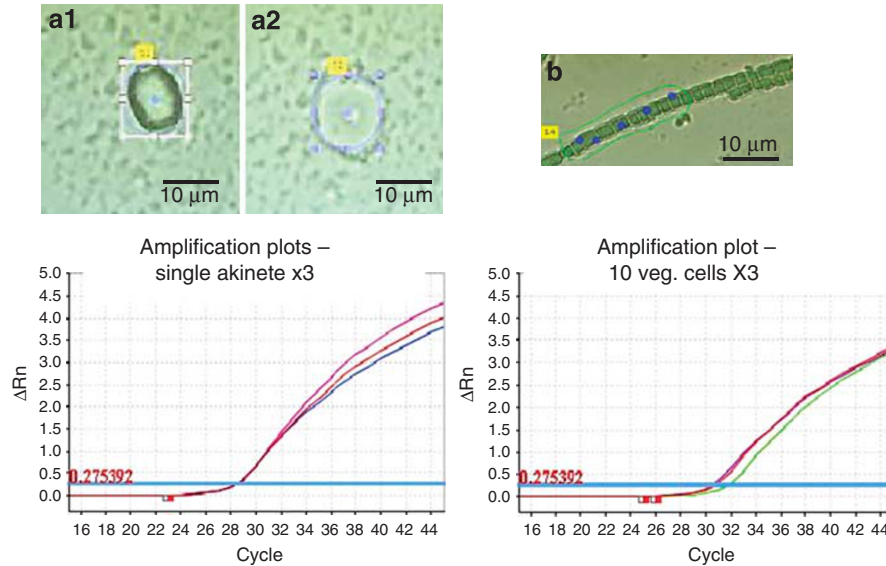 a1
a2
b
10 µm
10 µm
10 µm
Amplification plots –
single akinete x3
5.0
4.5
4.0
3.5
3.0
2.5
2.0
1.5
1.0
0.5
0.0
ΔRn
0.275392
16 18 20 22 24 26 28 30 32 34 36 38 40 42 44
Cycle
Amplification plot –
10 veg. cells X3
5.0
4.5
4.0
3.5
3.0
2.5
2.0
1.5
1.0
0.5
0.0
ΔRn
0.275392
16 18 20 22 24 26 28 30 32 34 36 38 40 42 44
Cycle